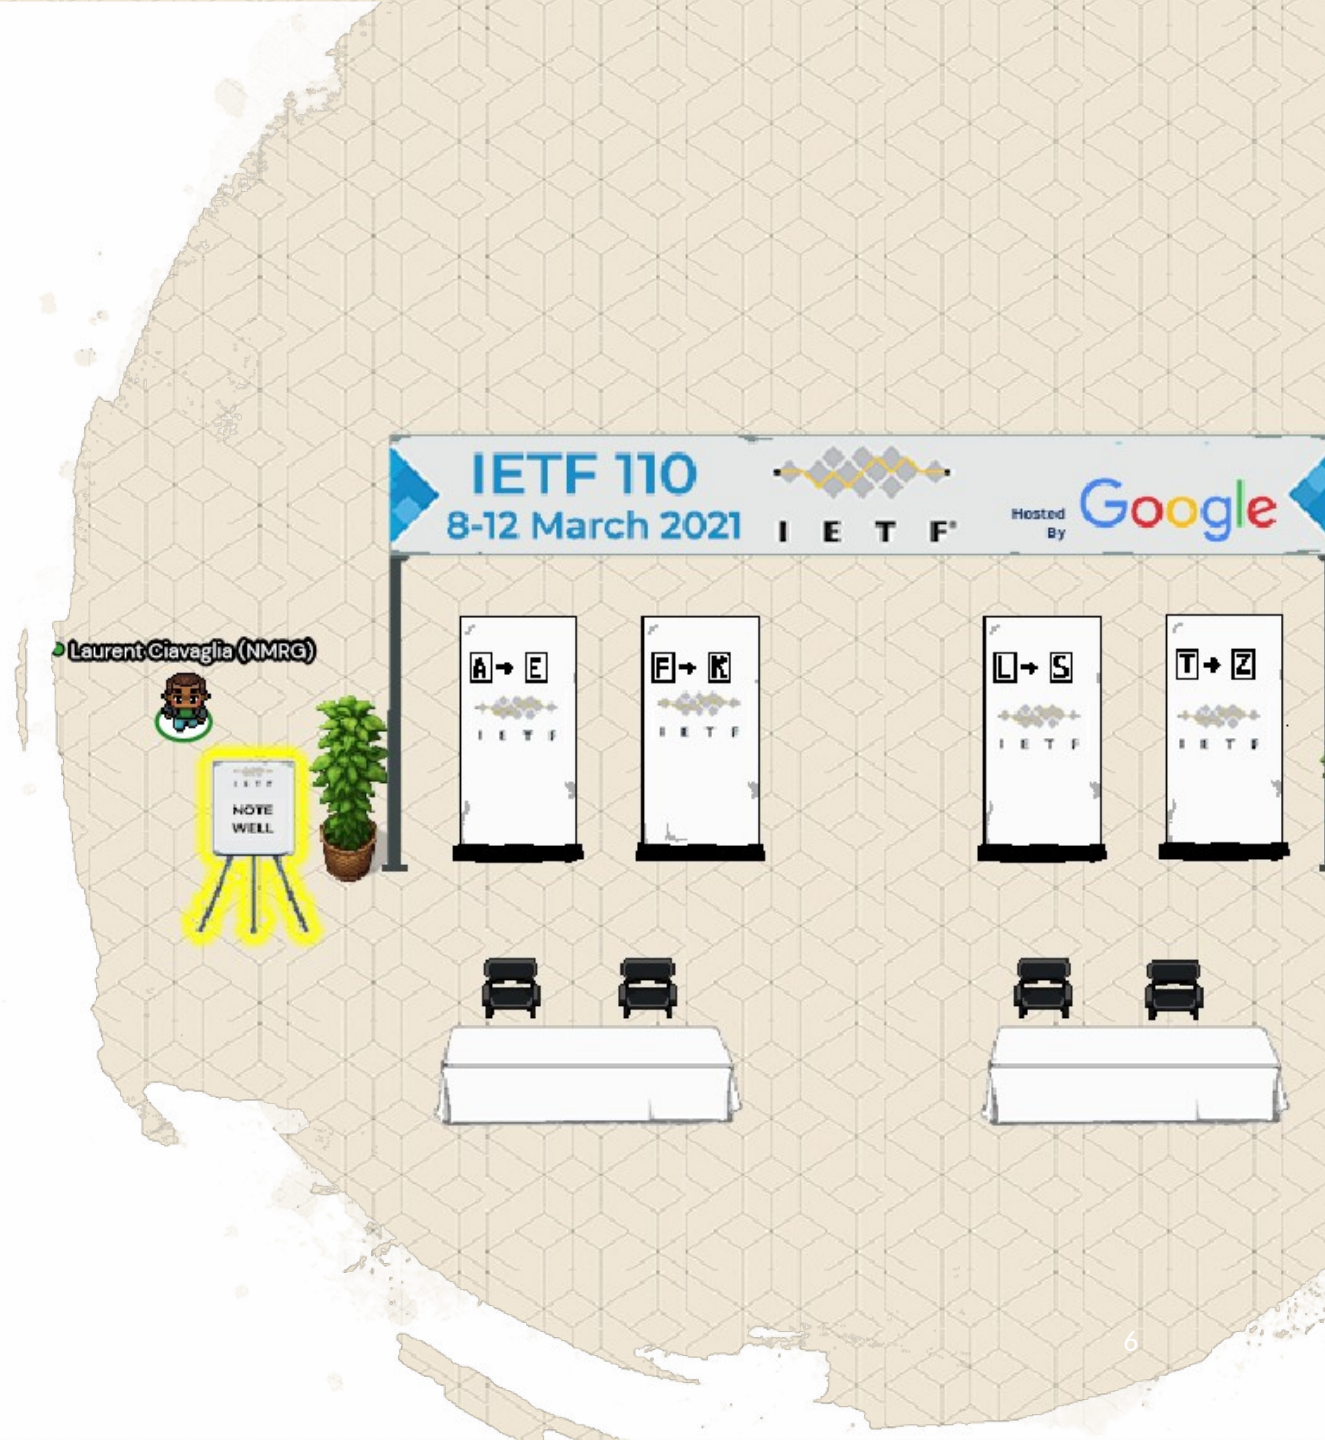 IETF 110
8-12 March 2021
I E T F®
Hosted
By
Google
Laurent Ciavaglia (NMRG)
A → E
I E T F
F → K
I E T F
L → S
I E T F
T → Z
I E T F
I E T F
NOTE
WELL
6